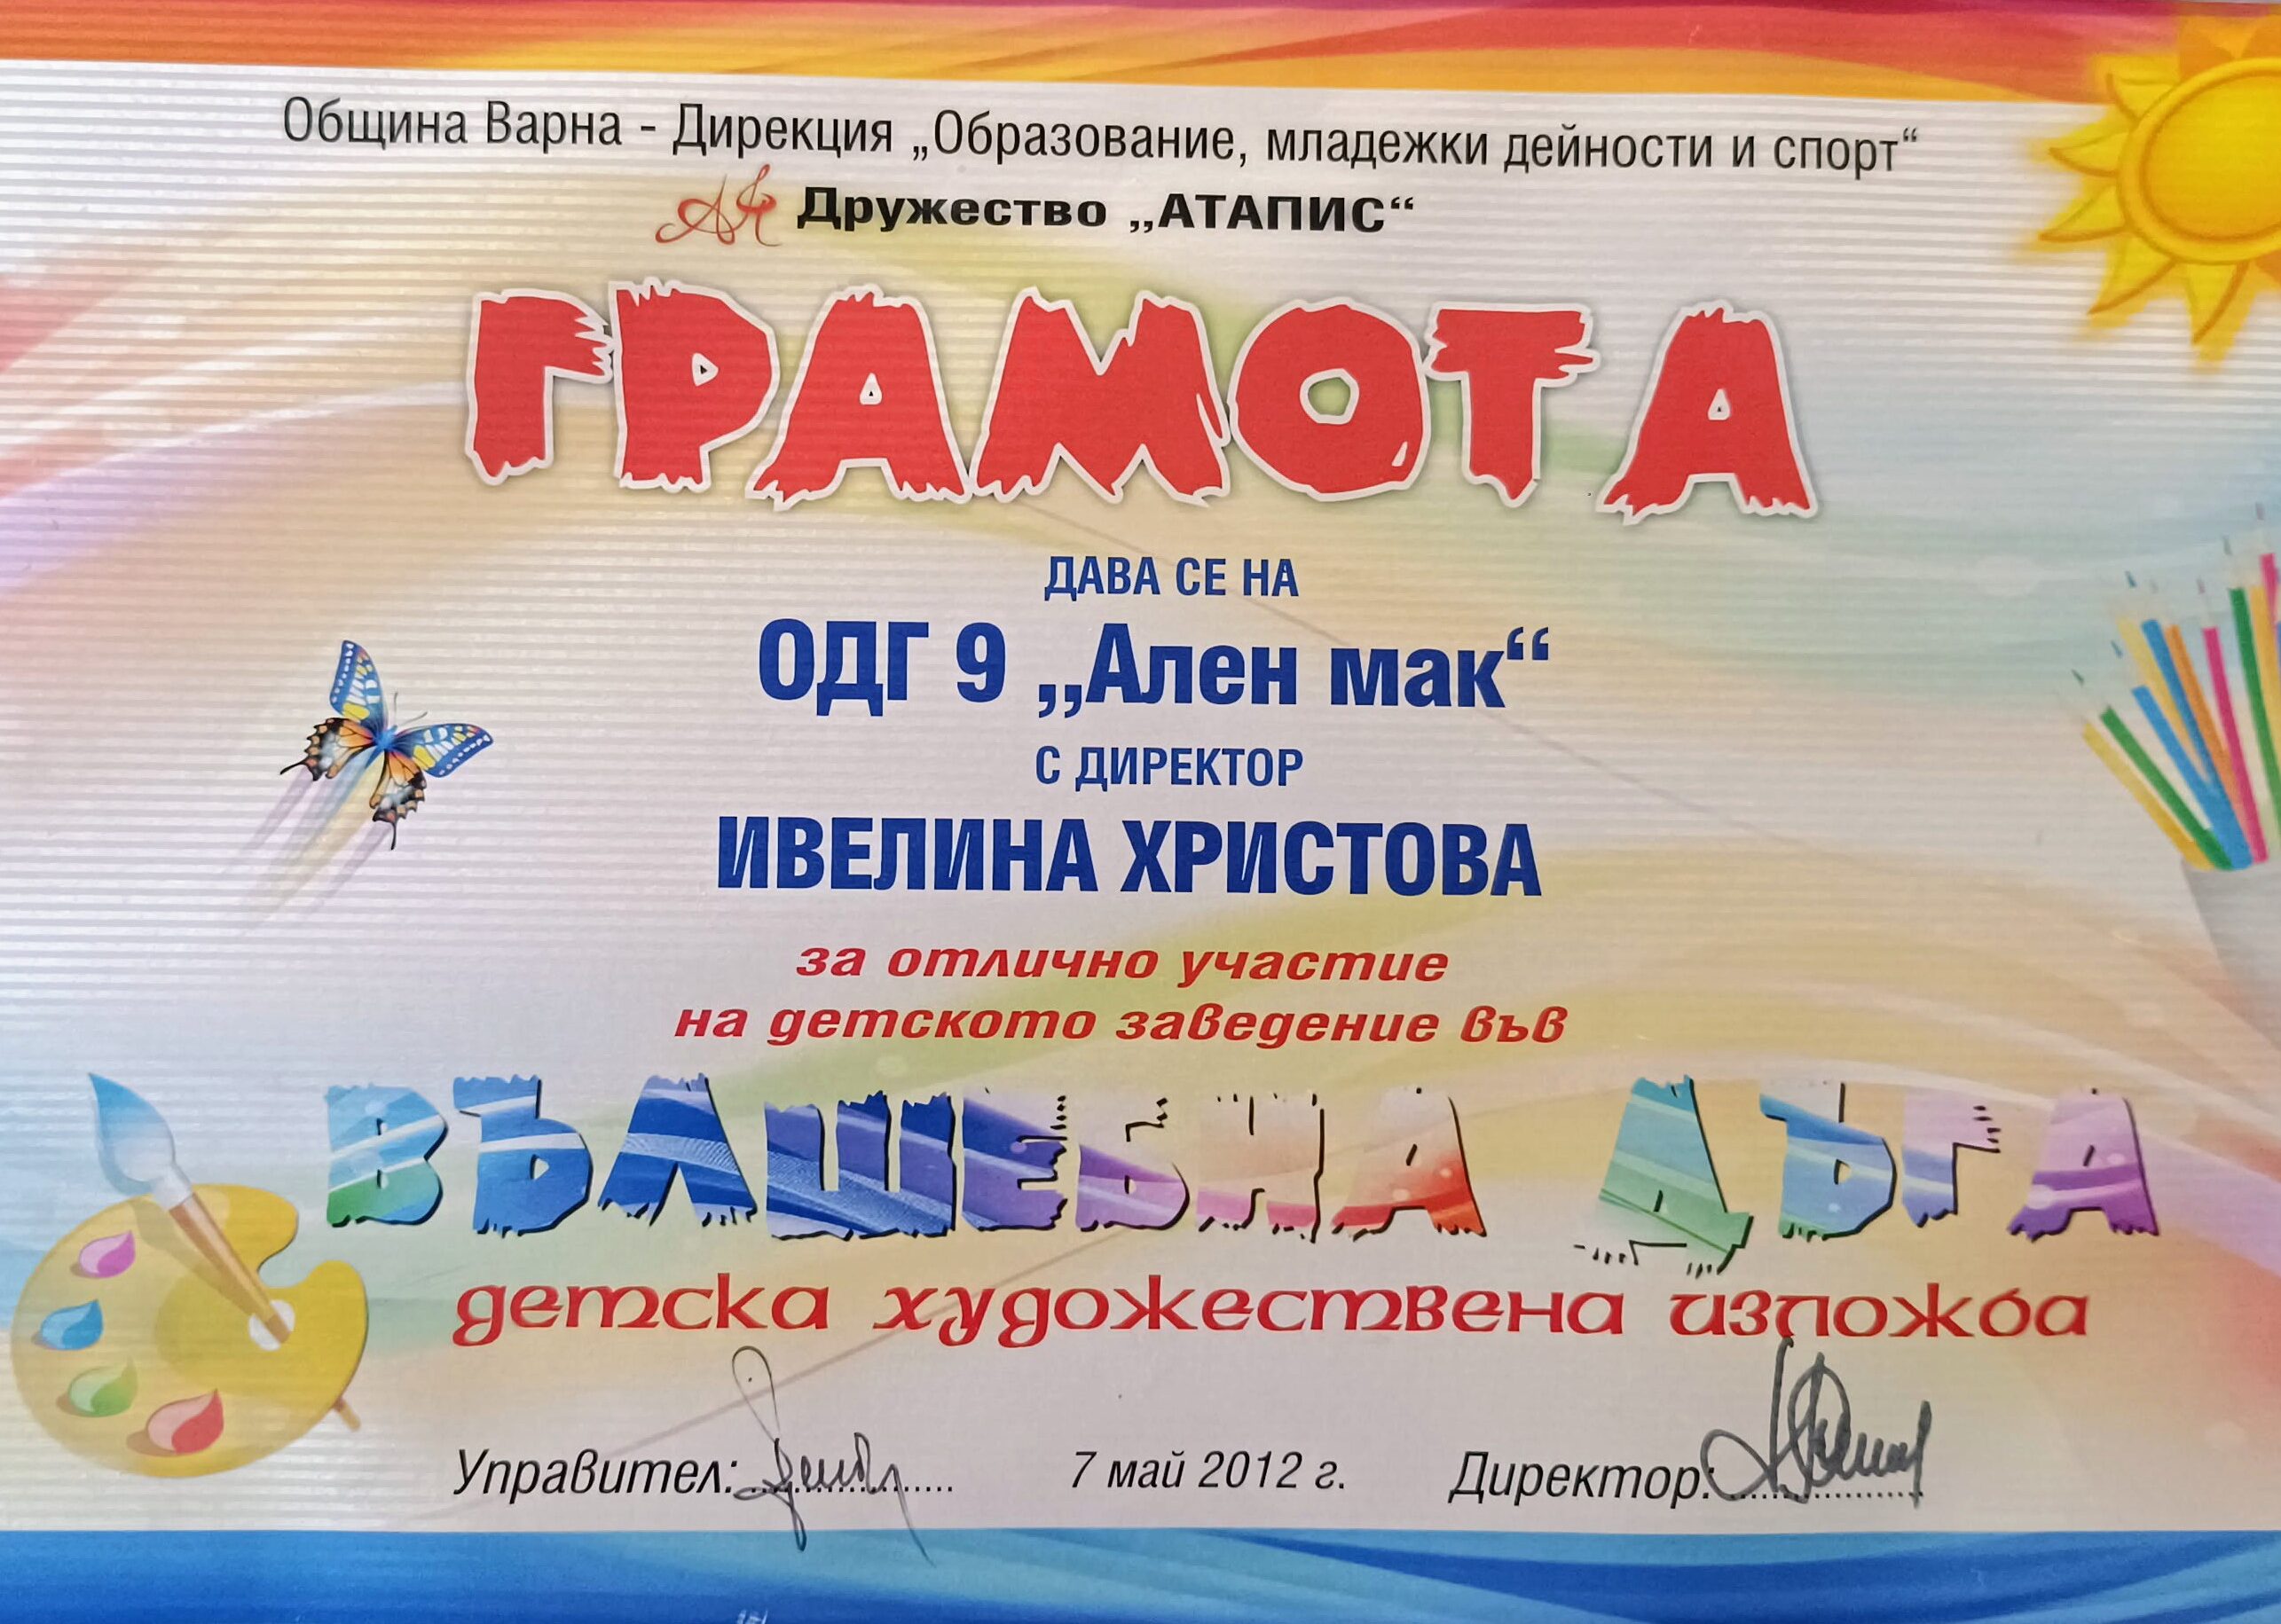 Община Варна - Дирекция „Образование, младежки дейности и спорт“
Дружество „АТАПИС“
ГРАМОТА
ДАВА СЕ НА
ОДГ 9 „Ален мак“
С ДИРЕКТОР
ИВЕЛИНА ХРИСТОВА
за отлично участие
на детското заведение във
ВЪЛШЕБНА ДЪГА
детска художествена изложба
Управител:.................... 7 май 2012 г. Директор:....................